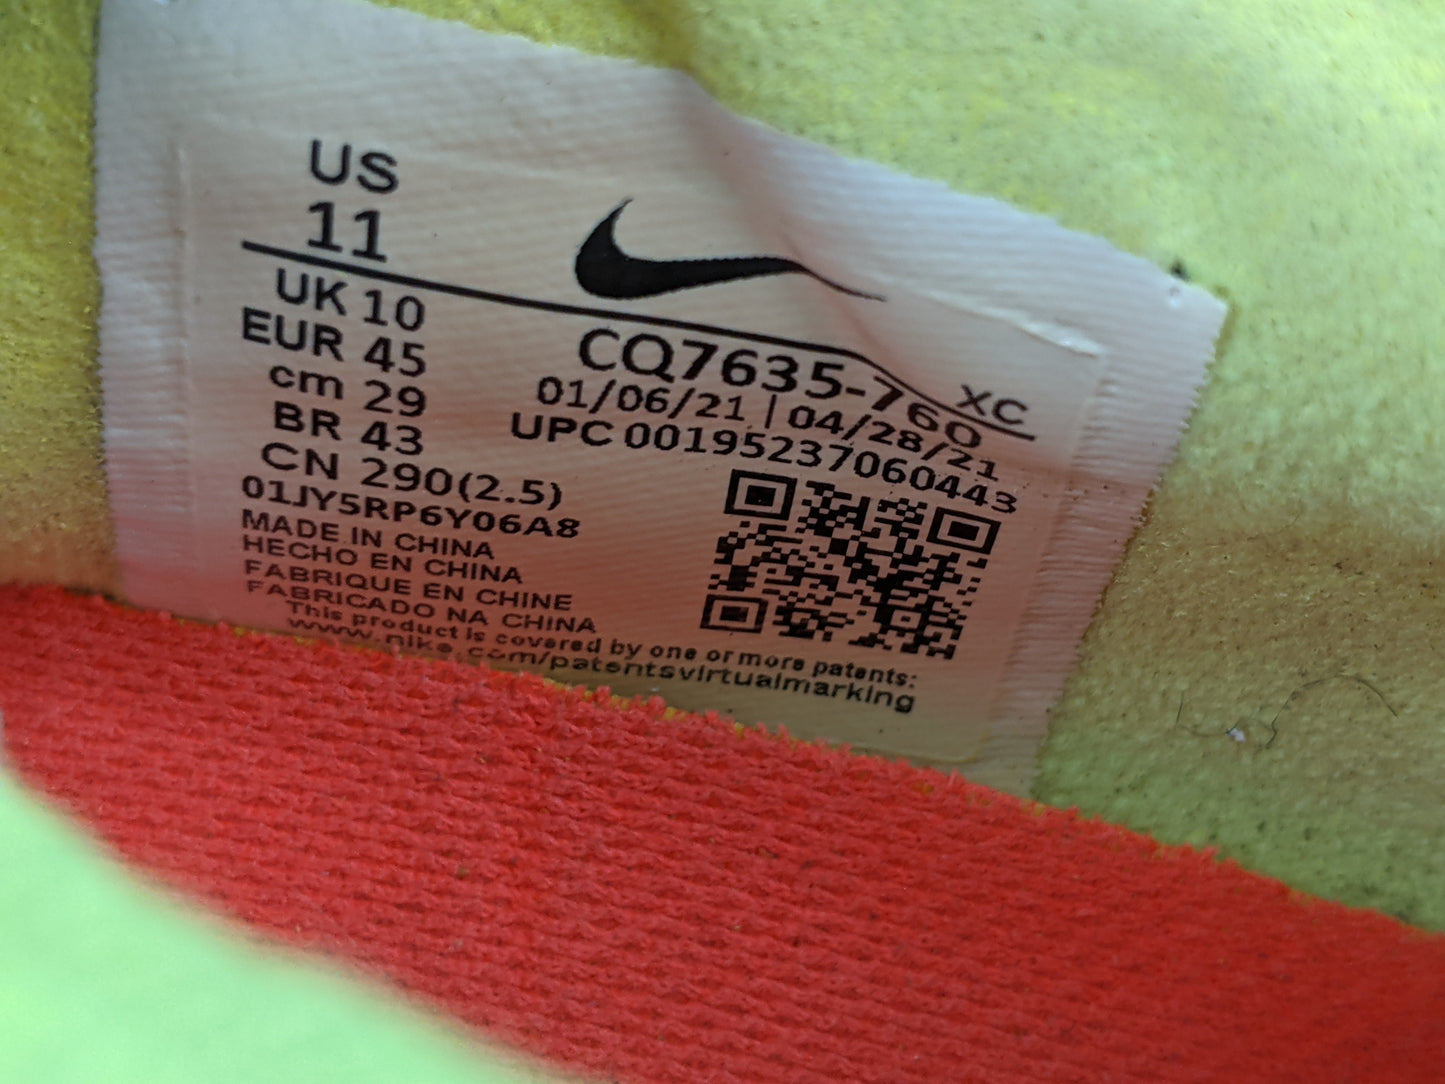 US
11
UK 10
EUR 45
cm 29
BR 43
CN 290(2.5)
01JY5RP6Y06A8
MADE IN CHINA
HECHO EN CHINA
FABRIQUE EN CHINE
FABRICADO NA CHINA
This product is covered by one or more patents:
www.nike.com/patentsvirtualmarking
CQ7635-760 XC
01/06/21 | 04/28/21
UPC 00195237060443